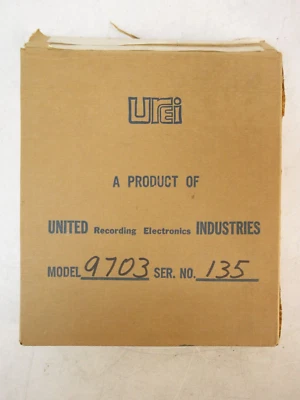 UREi
A PRODUCT OF
UNITED Recording Electronics INDUSTRIES
MODEL 9703 SER. NO. 135